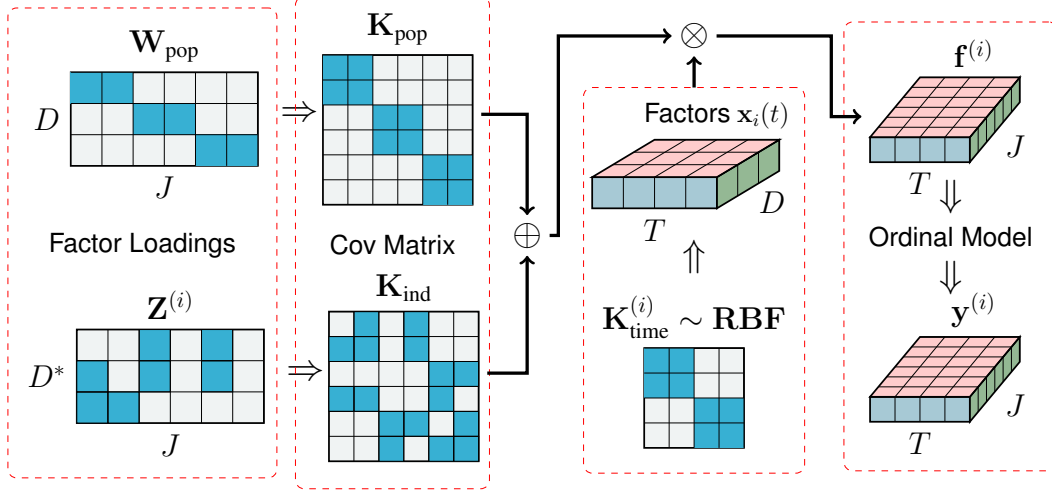 W_pop
D
J
Factor Loadings
Z^(i)
D*
J
⇒
K_pop
Cov Matrix
K_ind
⇒
⊕
⊗
Factors x_i(t)
T
D
⇑
K_time^(i) ∼ RBF
f^(i)
J
T
⇓
Ordinal Model
⇓
y^(i)
J
T